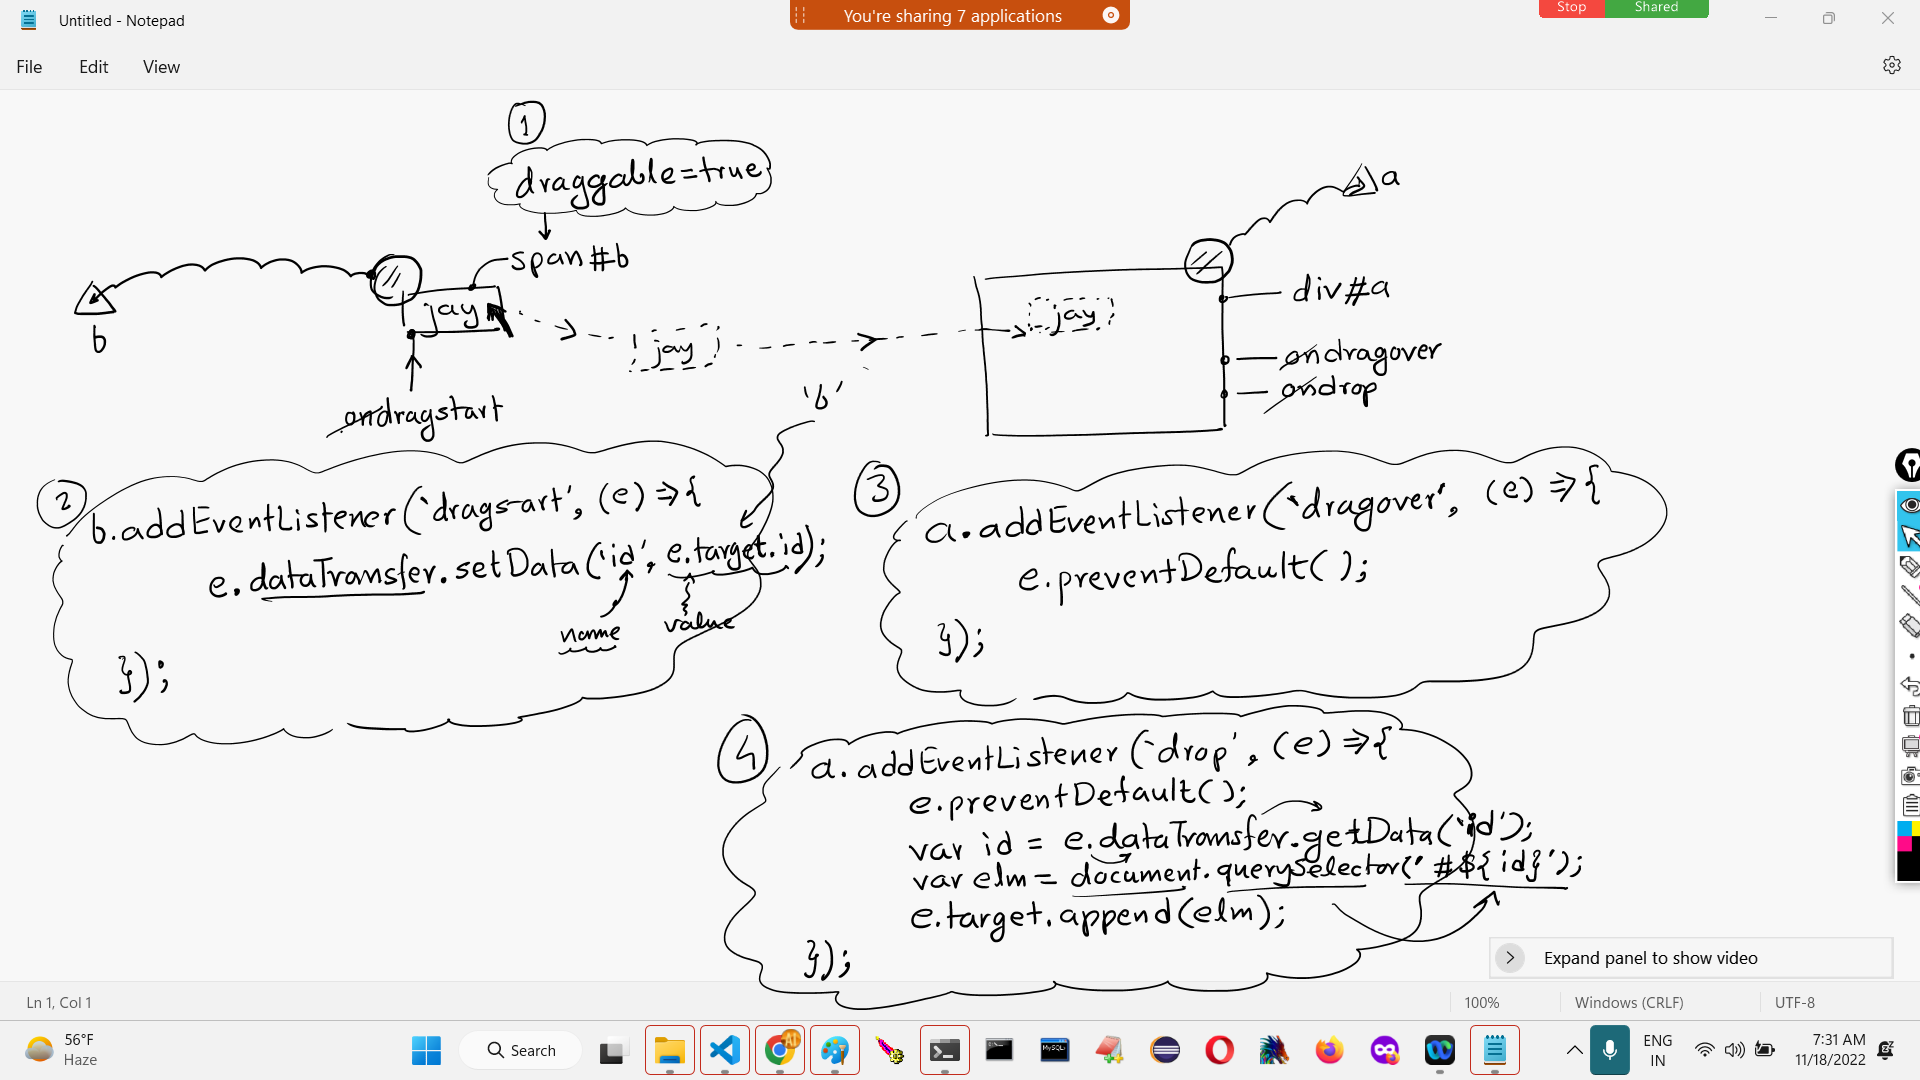 Untitled - Notepad
You're sharing 7 applications
Stop Shared
File Edit View
1
draggable=true
span#b
b
jay
jay
ondragstart
'b'
a
div#a
jay
ondragover
ondrop
2
b.addEventListener('drags-art', (e) => {
e.dataTransfer.setData('id', e.target.id);
name
value
});
3
a.addEventListener('dragover', (e) => {
e.preventDefault();
});
4
a.addEventListener('drop', (e) => {
e.preventDefault();
var id = e.dataTransfer.getData('id');
var elm = document.querySelector('#${id}');
e.target.append(elm);
});
Expand panel to show video
Ln 1, Col 1
100%
Windows (CRLF)
UTF-8
56°F
Haze
Search
AI
MySQL
ENG
IN
7:31 AM
11/18/2022